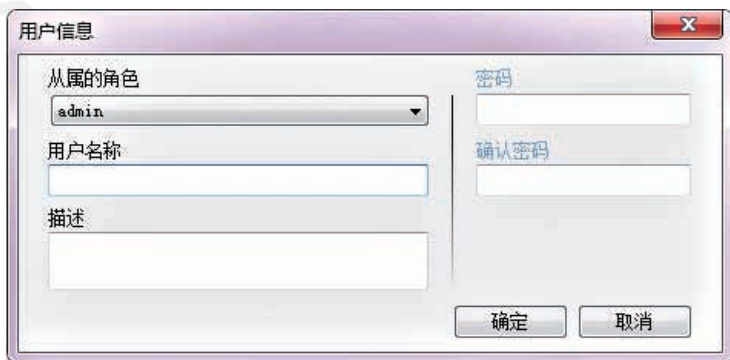 用户信息
从属的角色
admin
用户名称
描述
密码
确认密码
确定
取消